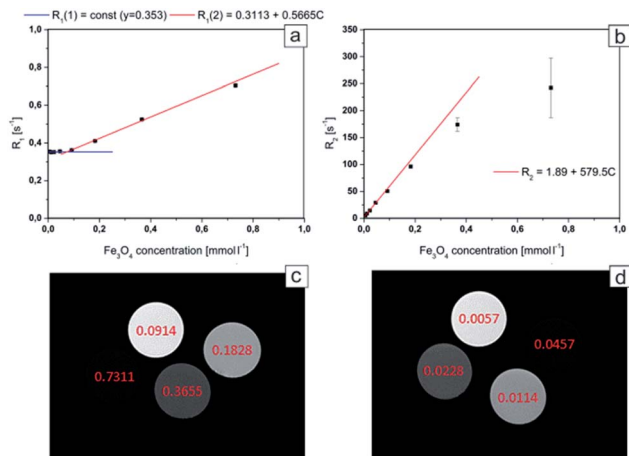 R₁(1) = const (y=0.353) R₁(2) = 0.3113 + 0.5665C
a
1,0
0,8
0,6
0,4
0,2
0,0
R₁ [s⁻¹]
0,0 0,2 0,4 0,6 0,8 1,0
Fe₃O₄ concentration [mmol l⁻¹]
b
350
300
250
200
150
100
50
0
R₂ [s⁻¹]
R₂ = 1.89 + 579.5C
0,0 0,2 0,4 0,6 0,8 1,0
Fe₃O₄ concentration [mmol l⁻¹]
c
0.0914
0.1828
0.7311
0.3655
d
0.0057
0.0457
0.0228
0.0114